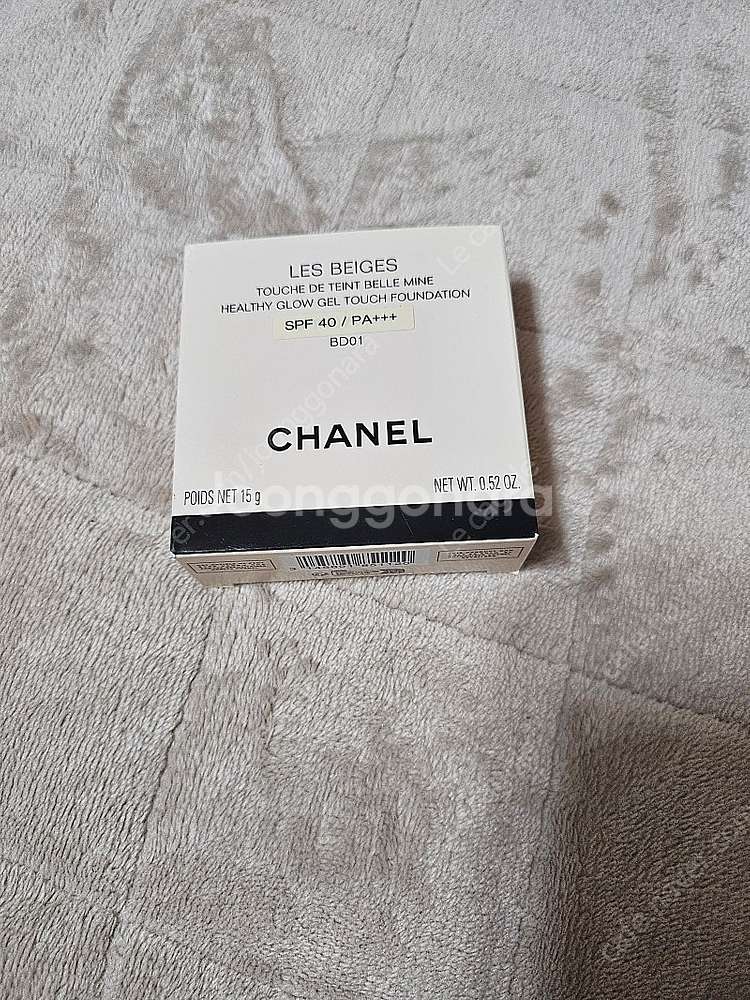 LES BEIGES
TOUCHE DE TEINT BELLE MINE
HEALTHY GLOW GEL TOUCH FOUNDATION
SPF 40 / PA+++
BD01
CHANEL
POIDS NET 15 g
NET WT. 0.52 OZ.
Joonggonara